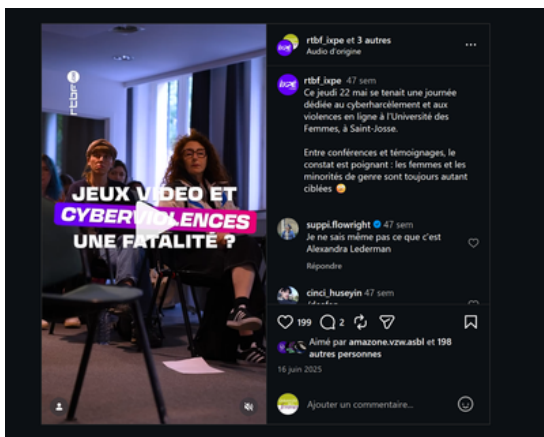 rtbf ixpe
JEUX VIDEO ET
CYBERVIOLENCES
UNE FATALITÉ ?
rtbf_ixpe et 3 autres
Audio d'origine
rtbf_ixpe 47 sem
Ce jeudi 22 mai se tenait une journée
dédiée au cyberharcèlement et aux
violences en ligne à l'Université des
Femmes, à Saint-Josse.
Entre conférences et témoignages, le
constat est poignant : les femmes et les
minorités de genre sont toujours autant
ciblées
suppi.flowright 47 sem
Je ne sais même pas ce que c'est
Alexandra Lederman
Répondre
cinci_huseyin 47 sem
199
2
Aimé par amazone.vzw.asbl et 198
autres personnes
16 juin 2025
Ajouter un commentaire...